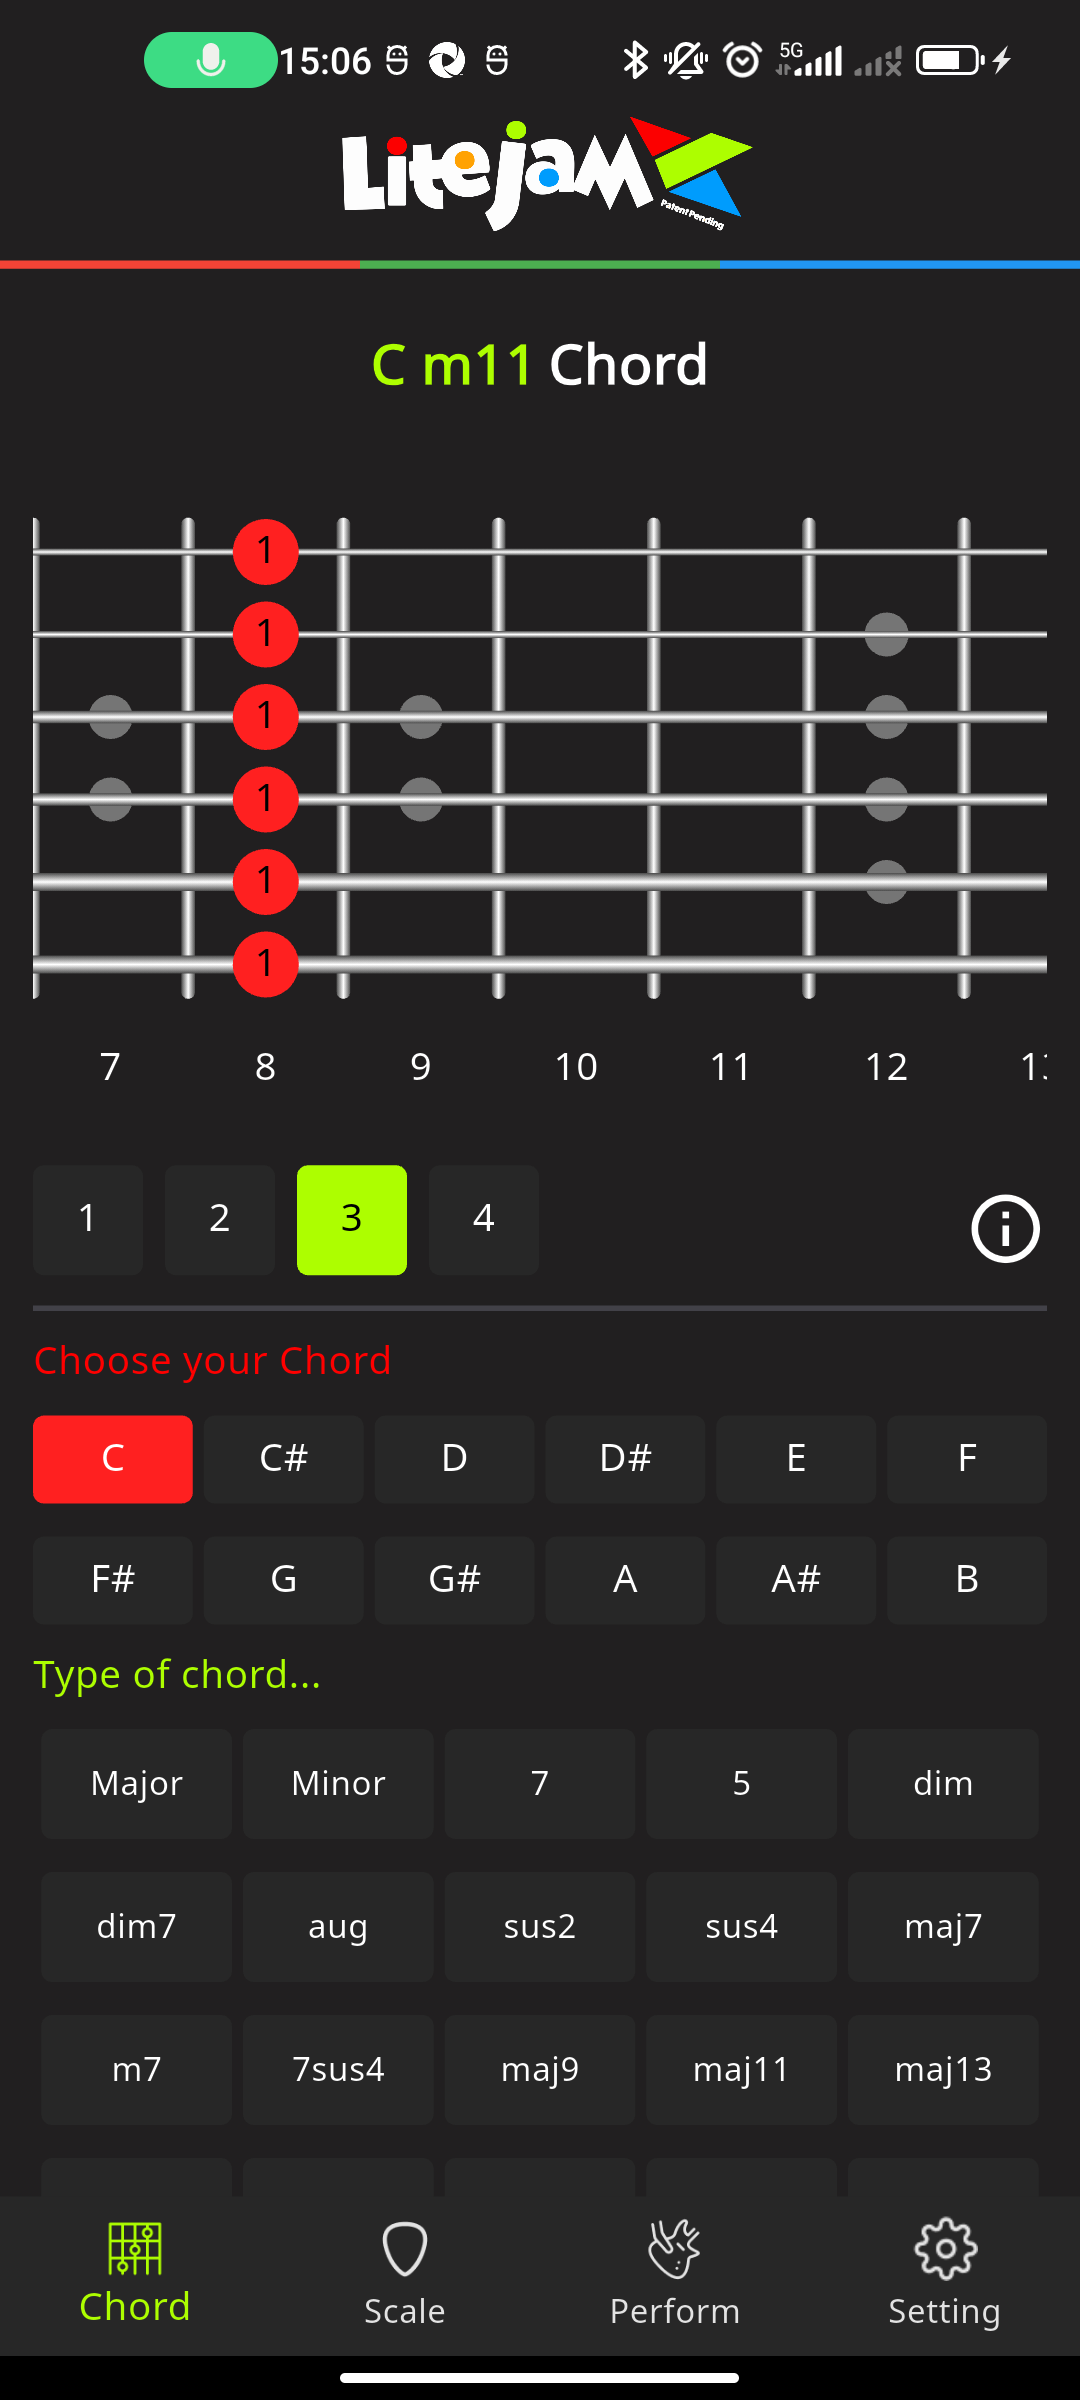 15:06 5G
Litejam
Patent Pending
C m11 Chord
1
1
1
1
1
1
7 8 9 10 11 12
1 2 3 4
Choose your Chord
C C# D D# E F
F# G G# A A# B
Type of chord...
Major Minor 7 5 dim
dim7 aug sus2 sus4 maj7
m7 7sus4 maj9 maj11 maj13
Chord Scale Perform Setting